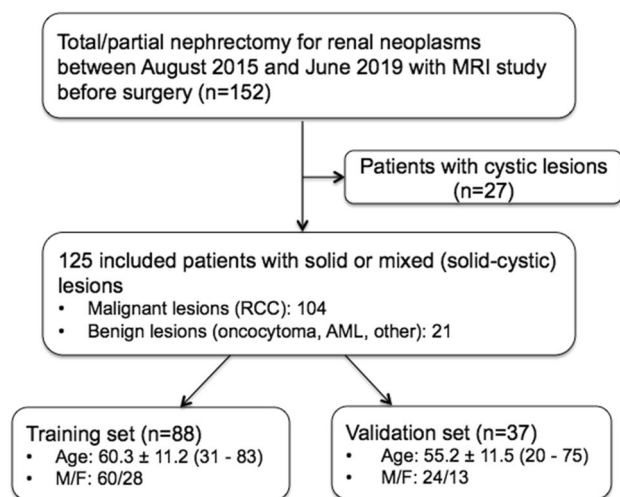 Total/partial nephrectomy for renal neoplasms
between August 2015 and June 2019 with MRI study
before surgery (n=152)
Patients with cystic lesions
(n=27)
125 included patients with solid or mixed (solid-cystic)
lesions
• Malignant lesions (RCC): 104
• Benign lesions (oncocytoma, AML, other): 21
Training set (n=88)
• Age: 60.3 ± 11.2 (31 - 83)
• M/F: 60/28
Validation set (n=37)
• Age: 55.2 ± 11.5 (20 - 75)
• M/F: 24/13